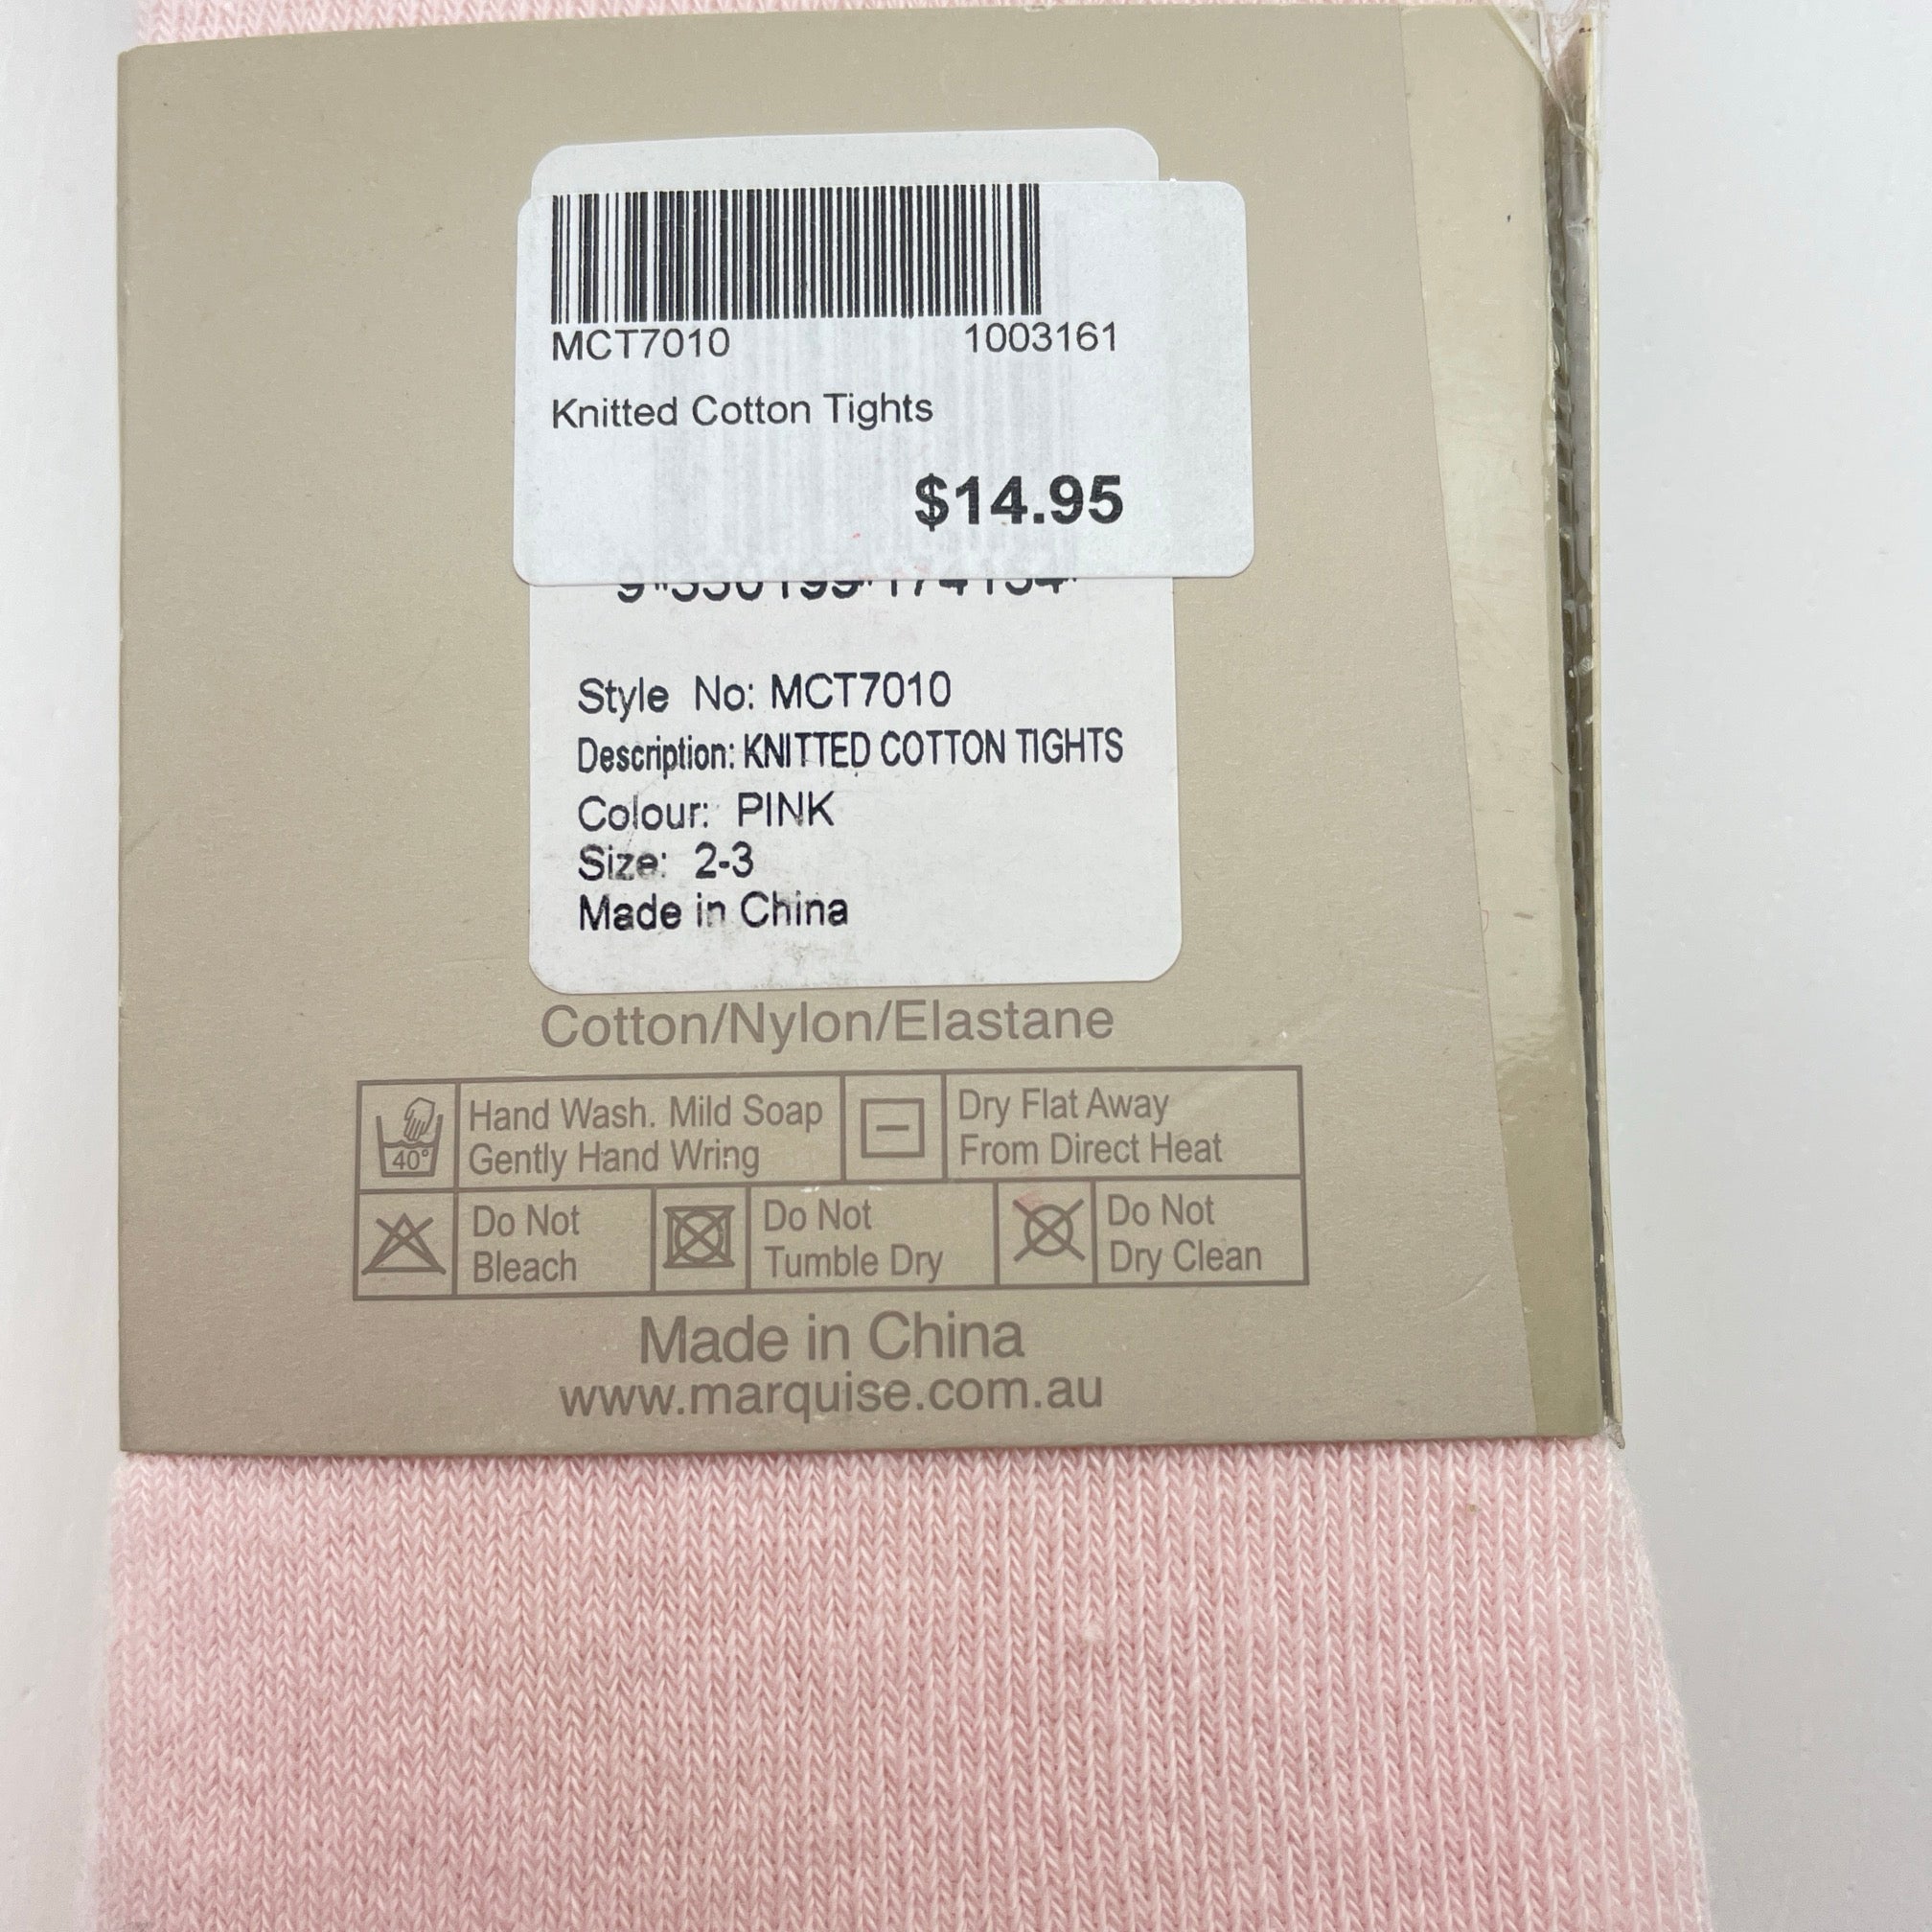 MCT7010 1003161
Knitted Cotton Tights
$14.95
Style No: MCT7010
Description: KNITTED COTTON TIGHTS
Colour: PINK
Size: 2-3
Made in China
Cotton/Nylon/Elastane
40° Hand Wash. Mild Soap
Gently Hand Wring
Dry Flat Away
From Direct Heat
Do Not
Bleach
Do Not
Tumble Dry
Do Not
Dry Clean
Made in China
www.marquise.com.au